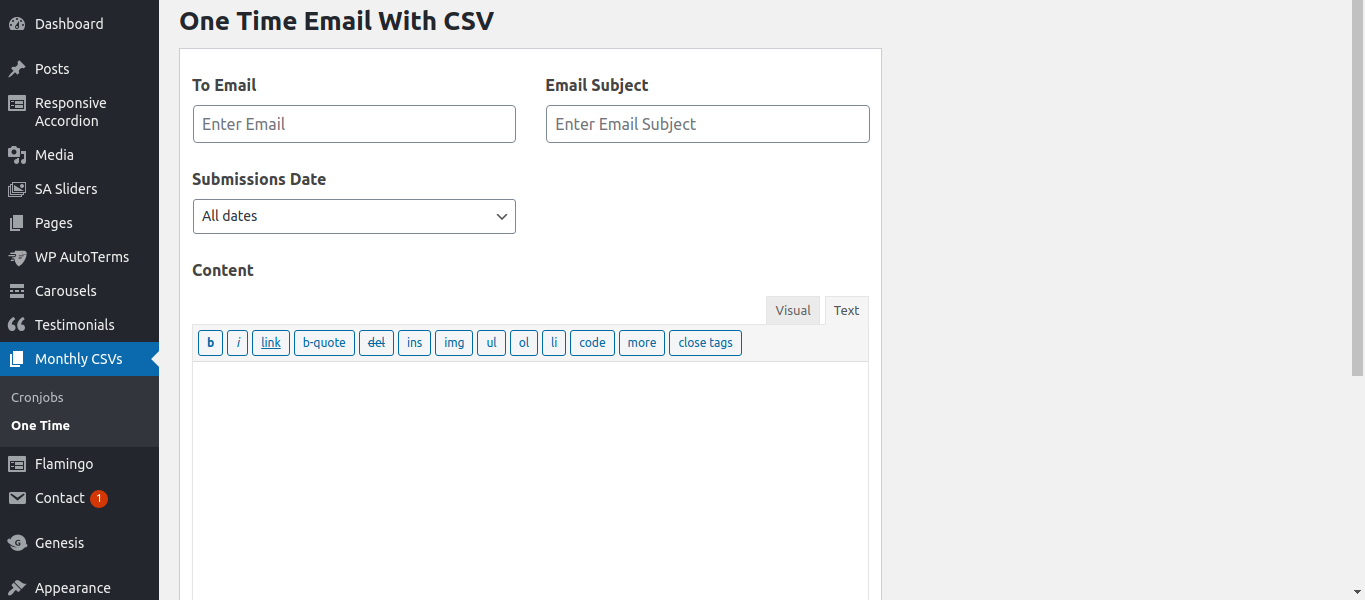 Dashboard
Posts
Responsive
Accordion
Media
SA Sliders
Pages
WP AutoTerms
Carousels
Testimonials
Monthly CSVs
Cronjobs
One Time
Flamingo
Contact 1
G Genesis
Appearance
One Time Email With CSV
To Email
Enter Email
Email Subject
Enter Email Subject
Submissions Date
All dates
Content
Visual Text
b i link b-quote del ins img ul ol li code more close tags